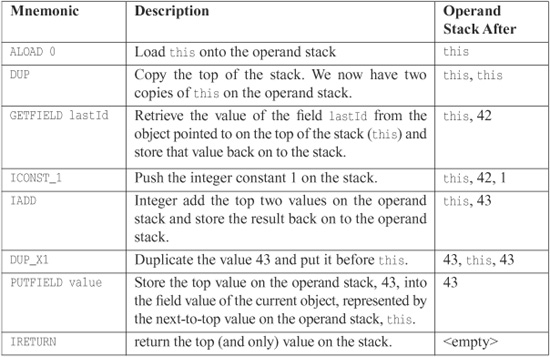 Mnemonic Description Operand
Stack After
ALOAD 0 Load this onto the operand stack this
DUP Copy the top of the stack. We now have two this, this
copies of this on the operand stack.
GETFIELD lastId Retrieve the value of the field lastId from the this, 42
object pointed to on the top of the stack (this) and
store that value back on to the stack.
ICONST_1 Push the integer constant 1 on the stack. this, 42, 1
IADD Integer add the top two values on the operand this, 43
stack and store the result back on to the operand
stack.
DUP_X1 Duplicate the value 43 and put it before this. 43, this, 43
PUTFIELD value Store the top value on the operand stack, 43, into 43
the field value of the current object, represented by
the next-to-top value on the operand stack, this.
IRETURN return the top (and only) value on the stack. <empty>